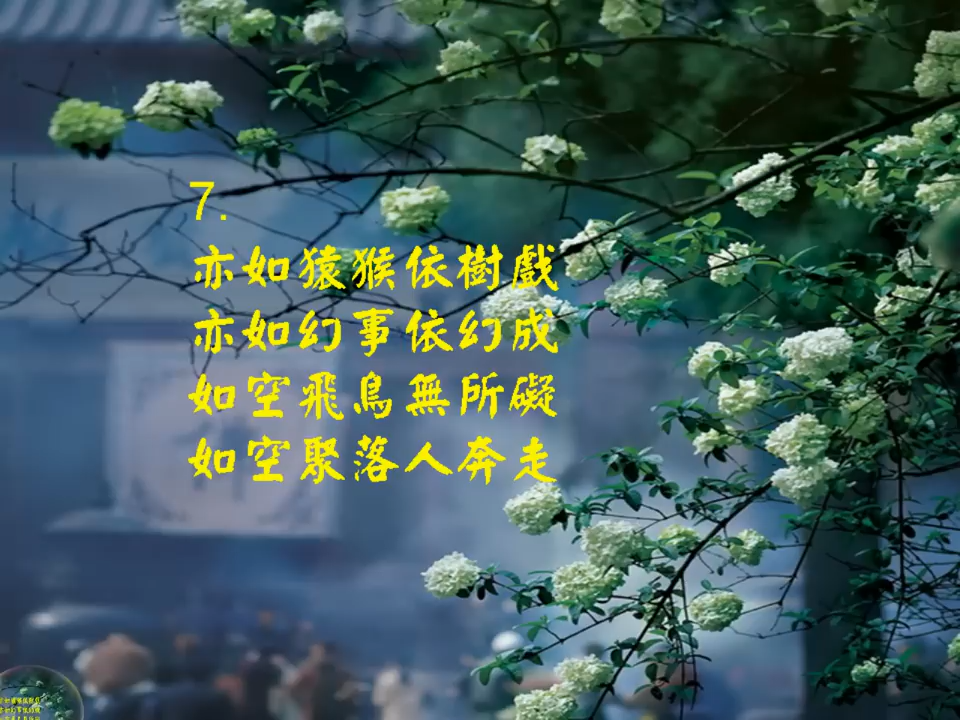 7.
亦如猿猴依樹戲
亦如幻事依幻成
如空飛鳥無所礙
如空聚落人奔走